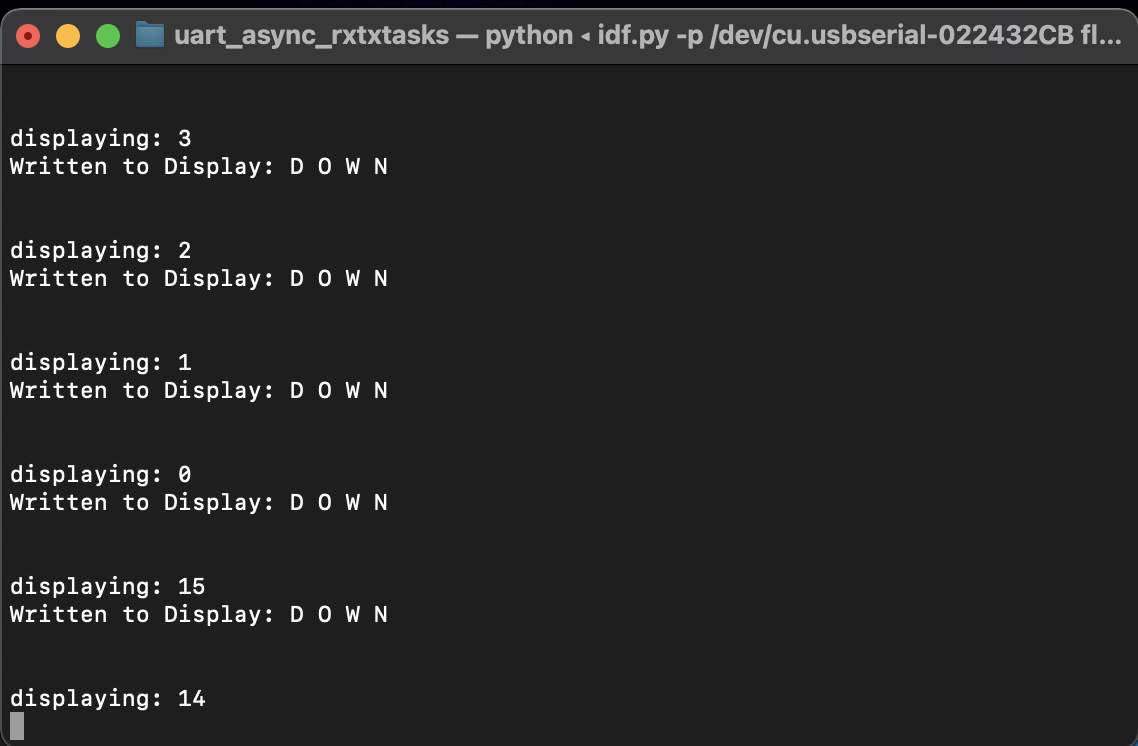 uart_async_rxtxtasks — python ◂ idf.py -p /dev/cu.usbserial-022432CB fl...
displaying: 3
Written to Display: D O W N
displaying: 2
Written to Display: D O W N
displaying: 1
Written to Display: D O W N
displaying: 0
Written to Display: D O W N
displaying: 15
Written to Display: D O W N
displaying: 14